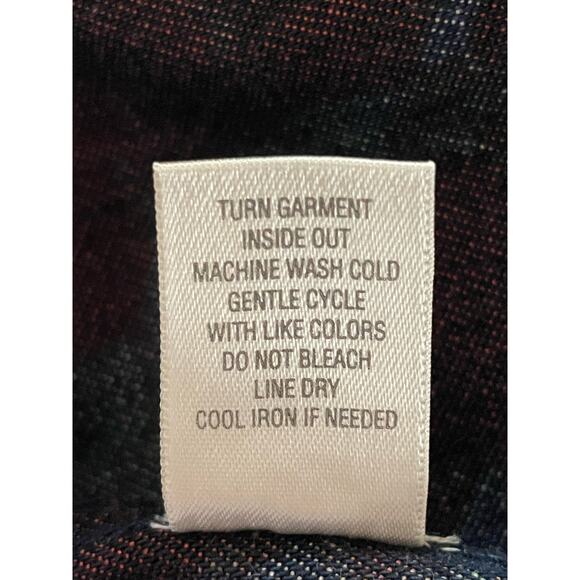 TURN GARMENT
INSIDE OUT
MACHINE WASH COLD
GENTLE CYCLE
WITH LIKE COLORS
DO NOT BLEACH
LINE DRY
COOL IRON IF NEEDED